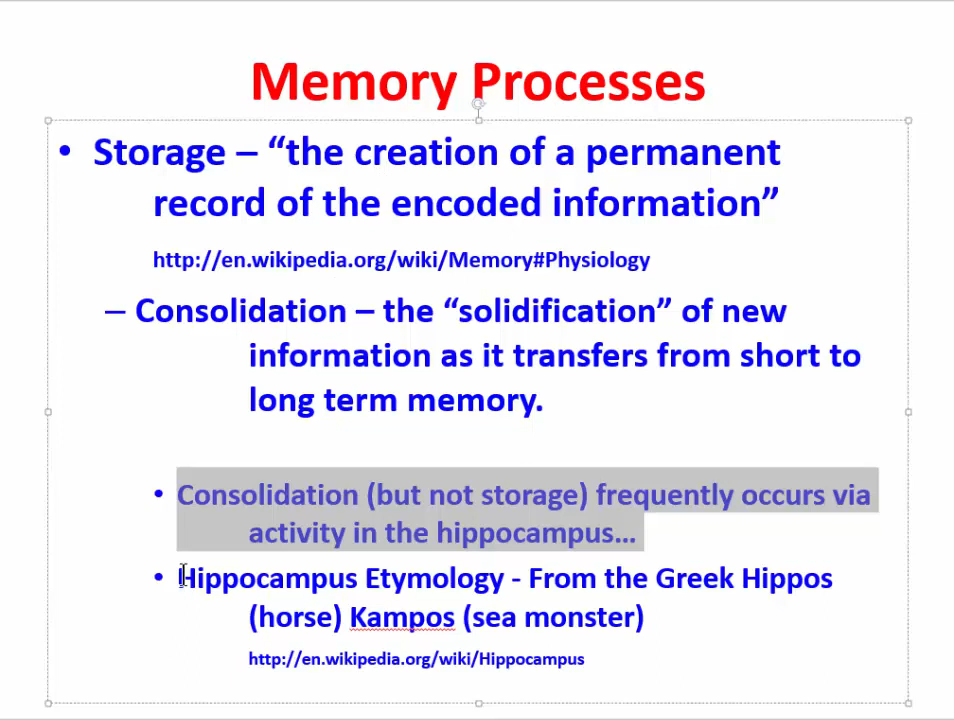 Memory Processes
• Storage – “the creation of a permanent
record of the encoded information”
http://en.wikipedia.org/wiki/Memory#Physiology
– Consolidation – the “solidification” of new
information as it transfers from short to
long term memory.
• Consolidation (but not storage) frequently occurs via
activity in the hippocampus…
• Hippocampus Etymology - From the Greek Hippos
(horse) Kampos (sea monster)
http://en.wikipedia.org/wiki/Hippocampus